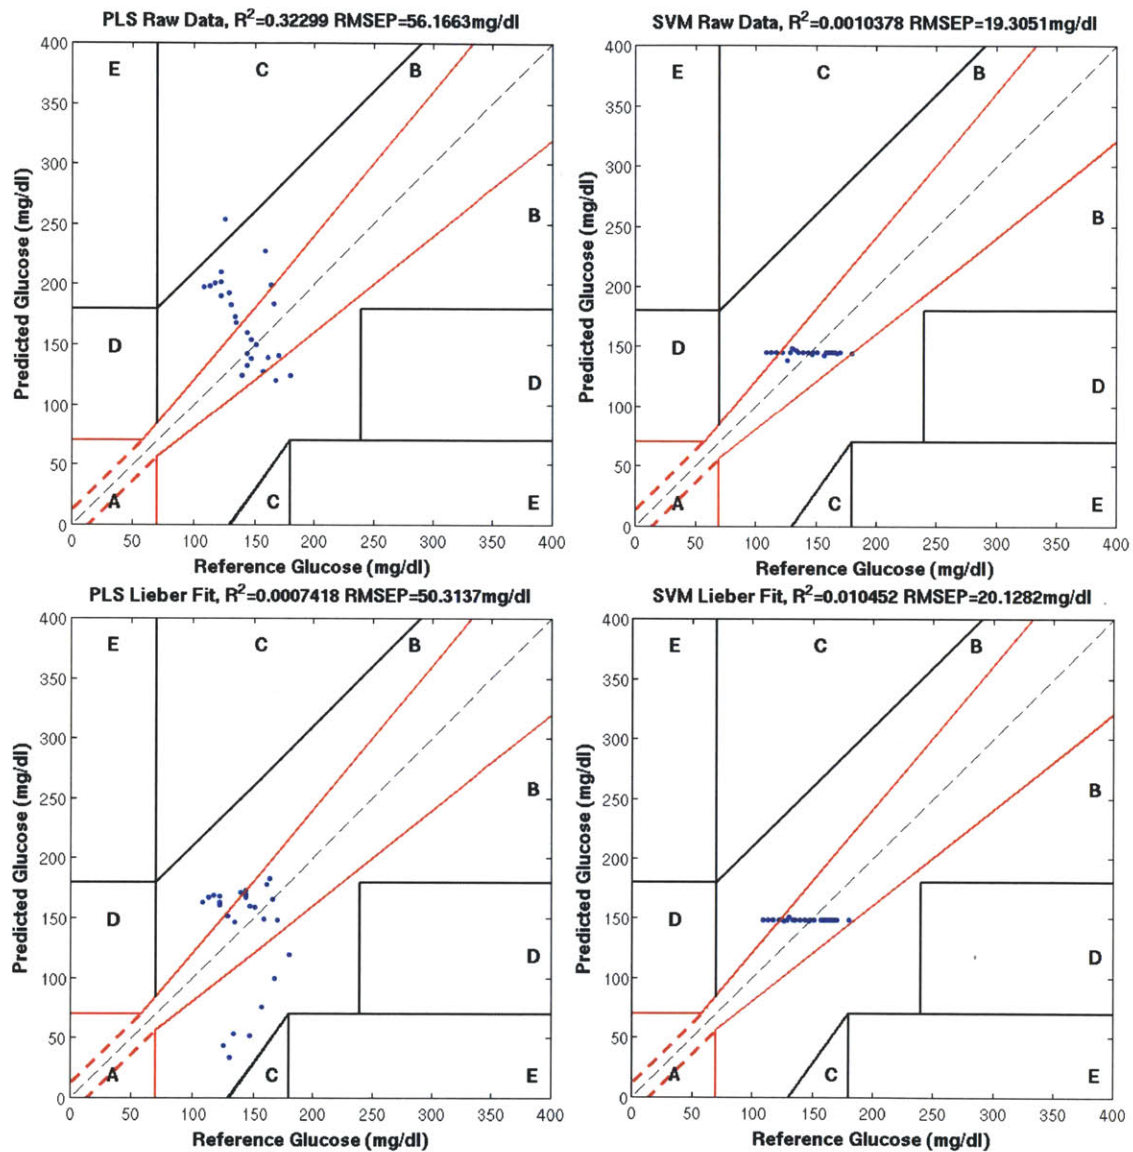 PLS Raw Data, R²=0.32299 RMSEP=56.1663mg/dl
400
350
300
250
200
150
100
50
0
E
C
B
B
D
D
A
C
E
0 50 100 150 200 250 300 350 400
Predicted Glucose (mg/dl)
Reference Glucose (mg/dl)
SVM Raw Data, R²=0.0010378 RMSEP=19.3051mg/dl
400
350
300
250
200
150
100
50
0
E
C
B
B
D
D
A
C
E
0 50 100 150 200 250 300 350 400
Predicted Glucose (mg/dl)
Reference Glucose (mg/dl)
PLS Lieber Fit, R²=0.0007418 RMSEP=50.3137mg/dl
400
350
300
250
200
150
100
50
0
E
C
B
B
D
D
A
C
E
0 50 100 150 200 250 300 350 400
Predicted Glucose (mg/dl)
Reference Glucose (mg/dl)
SVM Lieber Fit, R²=0.010452 RMSEP=20.1282mg/dl
400
350
300
250
200
150
100
50
0
E
C
B
B
D
D
A
C
E
0 50 100 150 200 250 300 350 400
Predicted Glucose (mg/dl)
Reference Glucose (mg/dl)